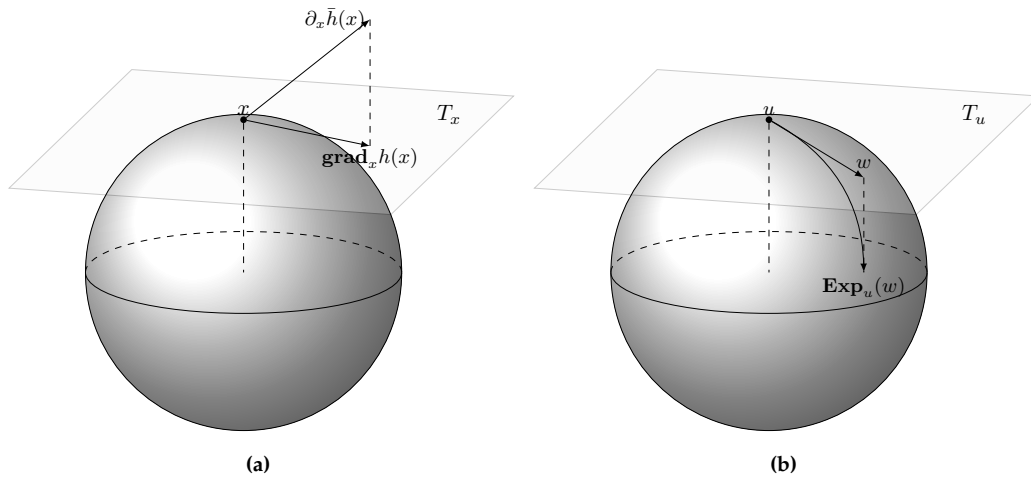 ∂ₓh̄(x)
x
Tₓ
gradₓh(x)
(a)
u
Tᵤ
w
Expᵤ(w)
(b)